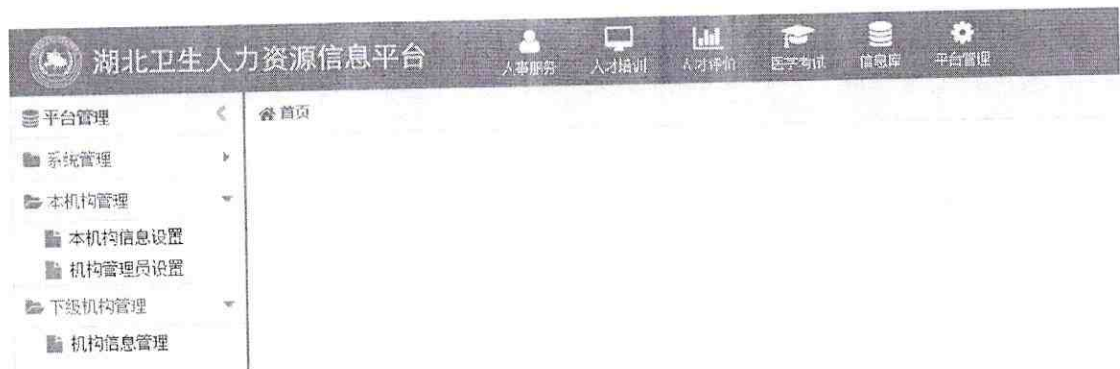 湖北卫生人力资源信息平台
人事服务 人才培训 人才评价 医学考试 信息库 平台管理
平台管理
首页
系统管理
本机构管理
本机构信息设置
机构管理员设置
下级机构管理
机构信息管理